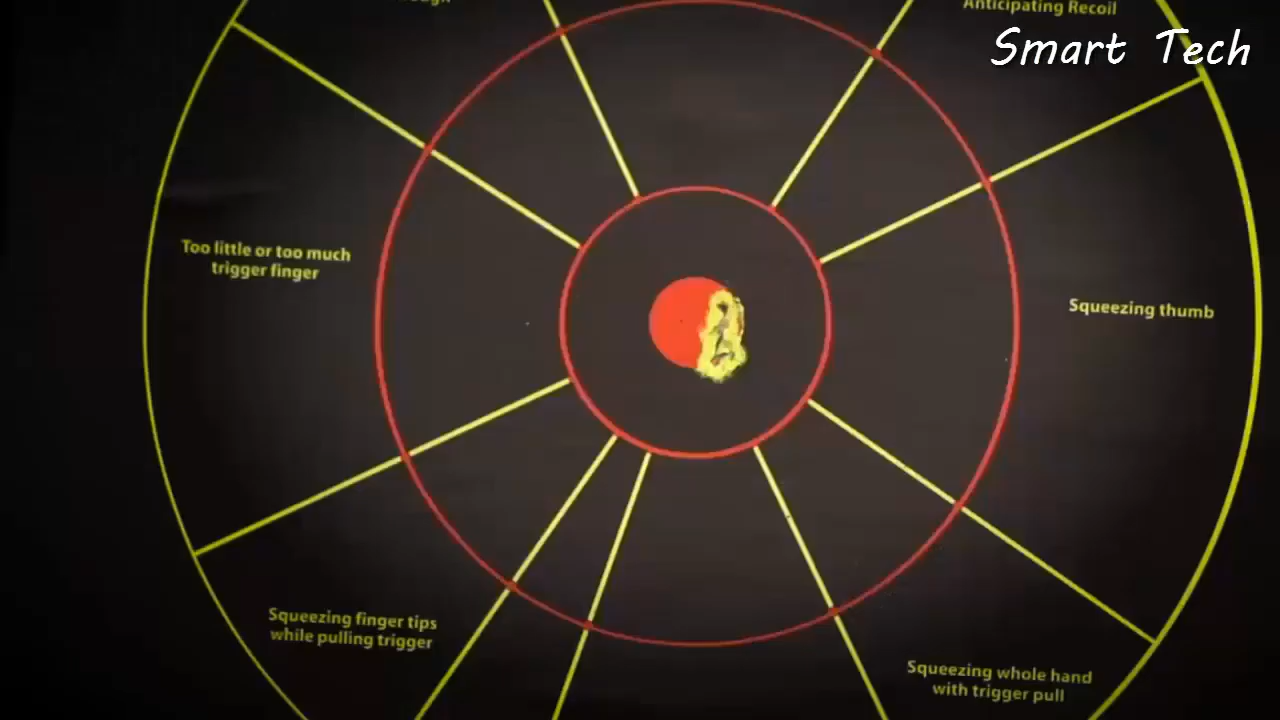 Anticipating Recoil
Smart Tech
Too little or too much
trigger finger
Squeezing thumb
Squeezing finger tips
while pulling trigger
Squeezing whole hand
with trigger pull